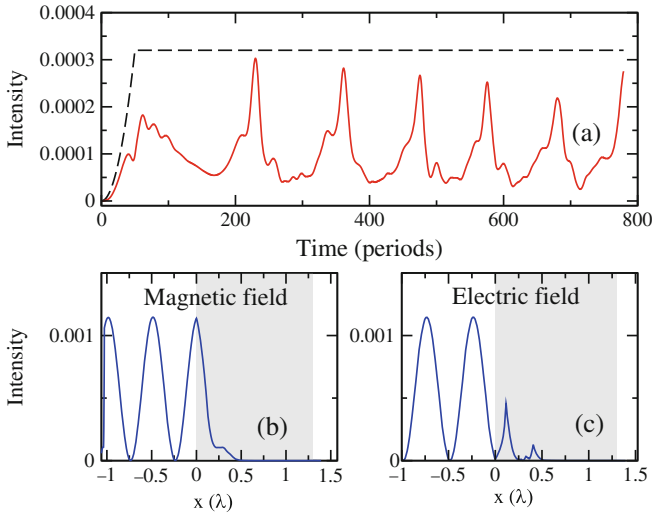 0.0004
0.0003
0.0002
0.0001
0
Intensity
(a)
0 200 400 600 800
Time (periods)
Magnetic field
0.001
0
Intensity
(b)
−1 −0.5 0 0.5 1 1.5
x (λ)
Electric field
0.001
0
(c)
−1 −0.5 0 0.5 1 1.5
x (λ)